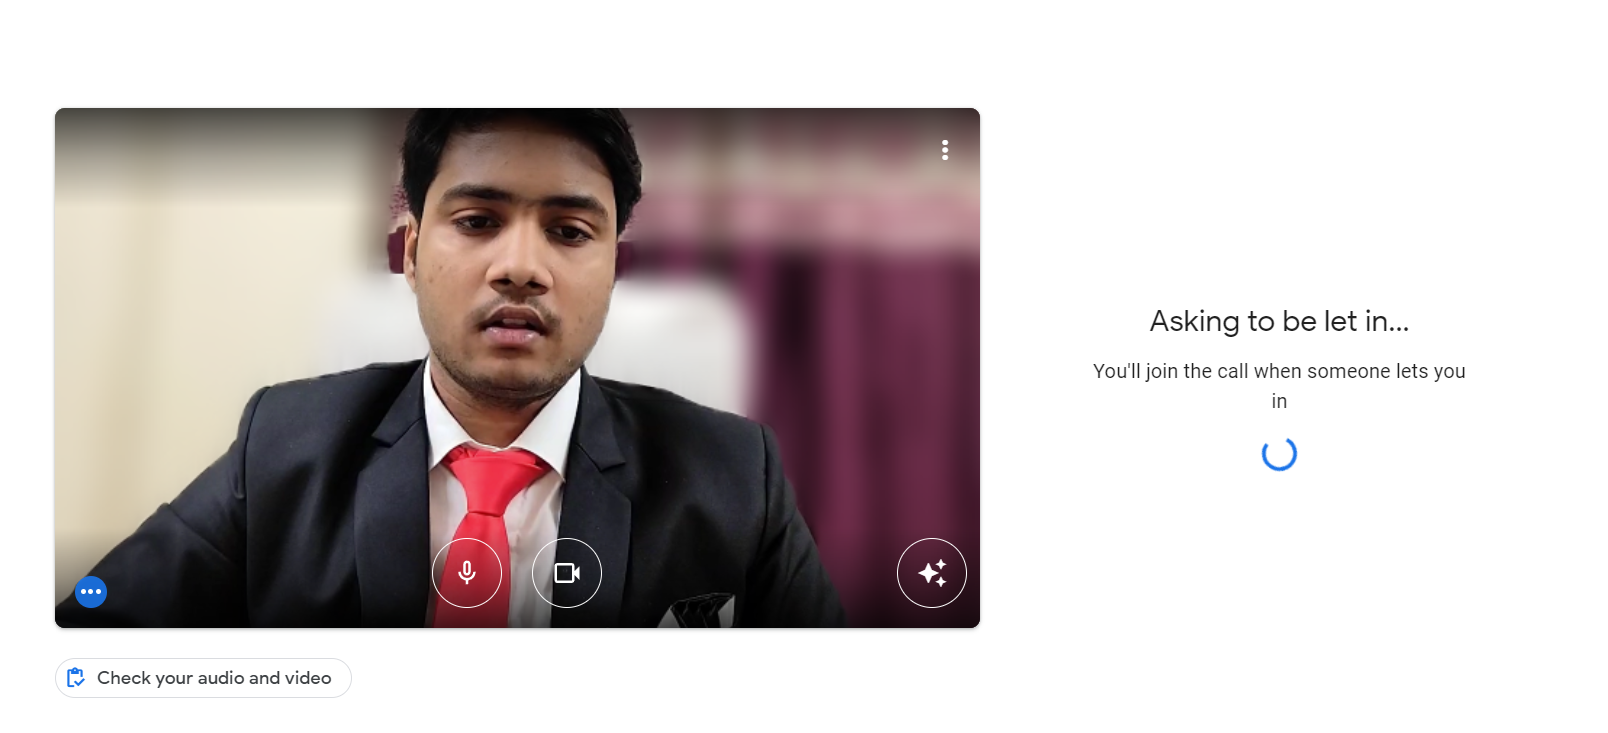 Asking to be let in...
You'll join the call when someone lets you
in
Check your audio and video